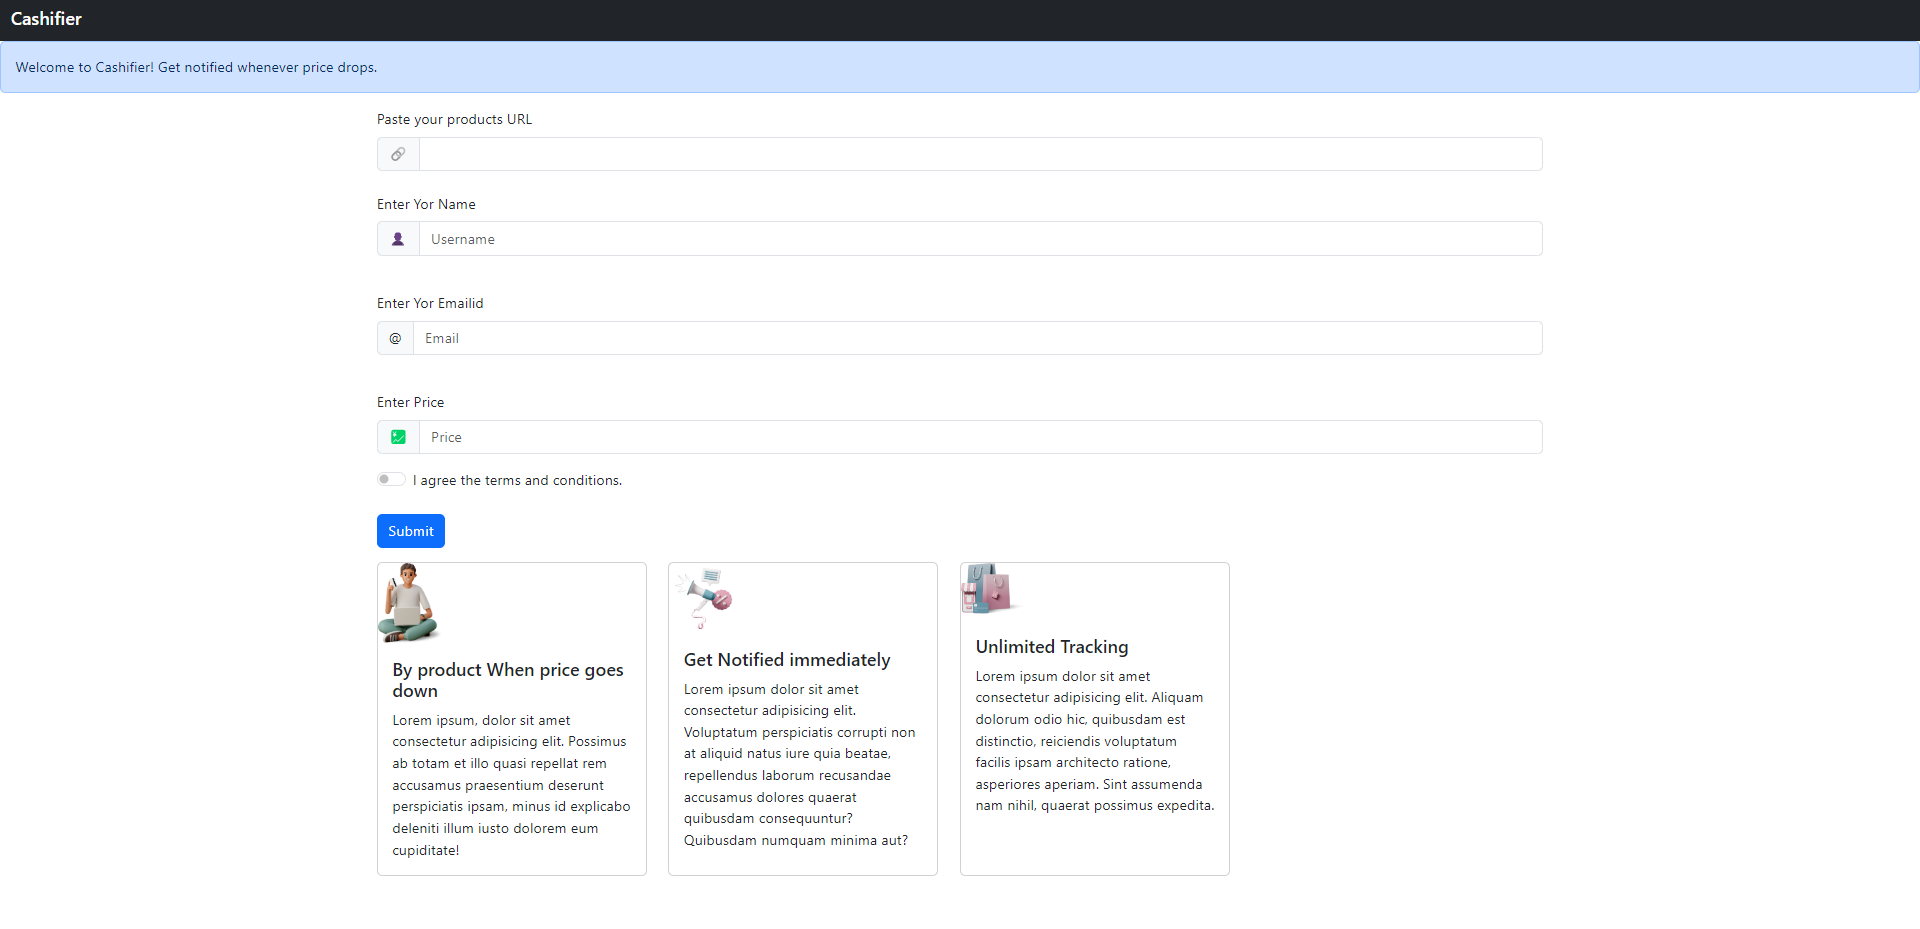 Cashifier
Welcome to Cashifier! Get notified whenever price drops.
Paste your products URL
Enter Yor Name
Username
Enter Yor Emailid
@
Email
Enter Price
Price
I agree the terms and conditions.
Submit
By product When price goes
down
Lorem ipsum, dolor sit amet
consectetur adipisicing elit. Possimus
ab totam et illo quasi repellat rem
accusamus praesentium deserunt
perspiciatis ipsam, minus id explicabo
deleniti illum iusto dolorem eum
cupiditate!
Get Notified immediately
Lorem ipsum dolor sit amet
consectetur adipisicing elit.
Voluptatum perspiciatis corrupti non
at aliquid natus iure quia beatae,
repellendus laborum recusandae
accusamus dolores quaerat
quibusdam consequuntur?
Quibusdam numquam minima aut?
Unlimited Tracking
Lorem ipsum dolor sit amet
consectetur adipisicing elit. Aliquam
dolorum odio hic, quibusdam est
distinctio, reiciendis voluptatum
facilis ipsam architecto ratione,
asperiores aperiam. Sint assumenda
nam nihil, quaerat possimus expedita.